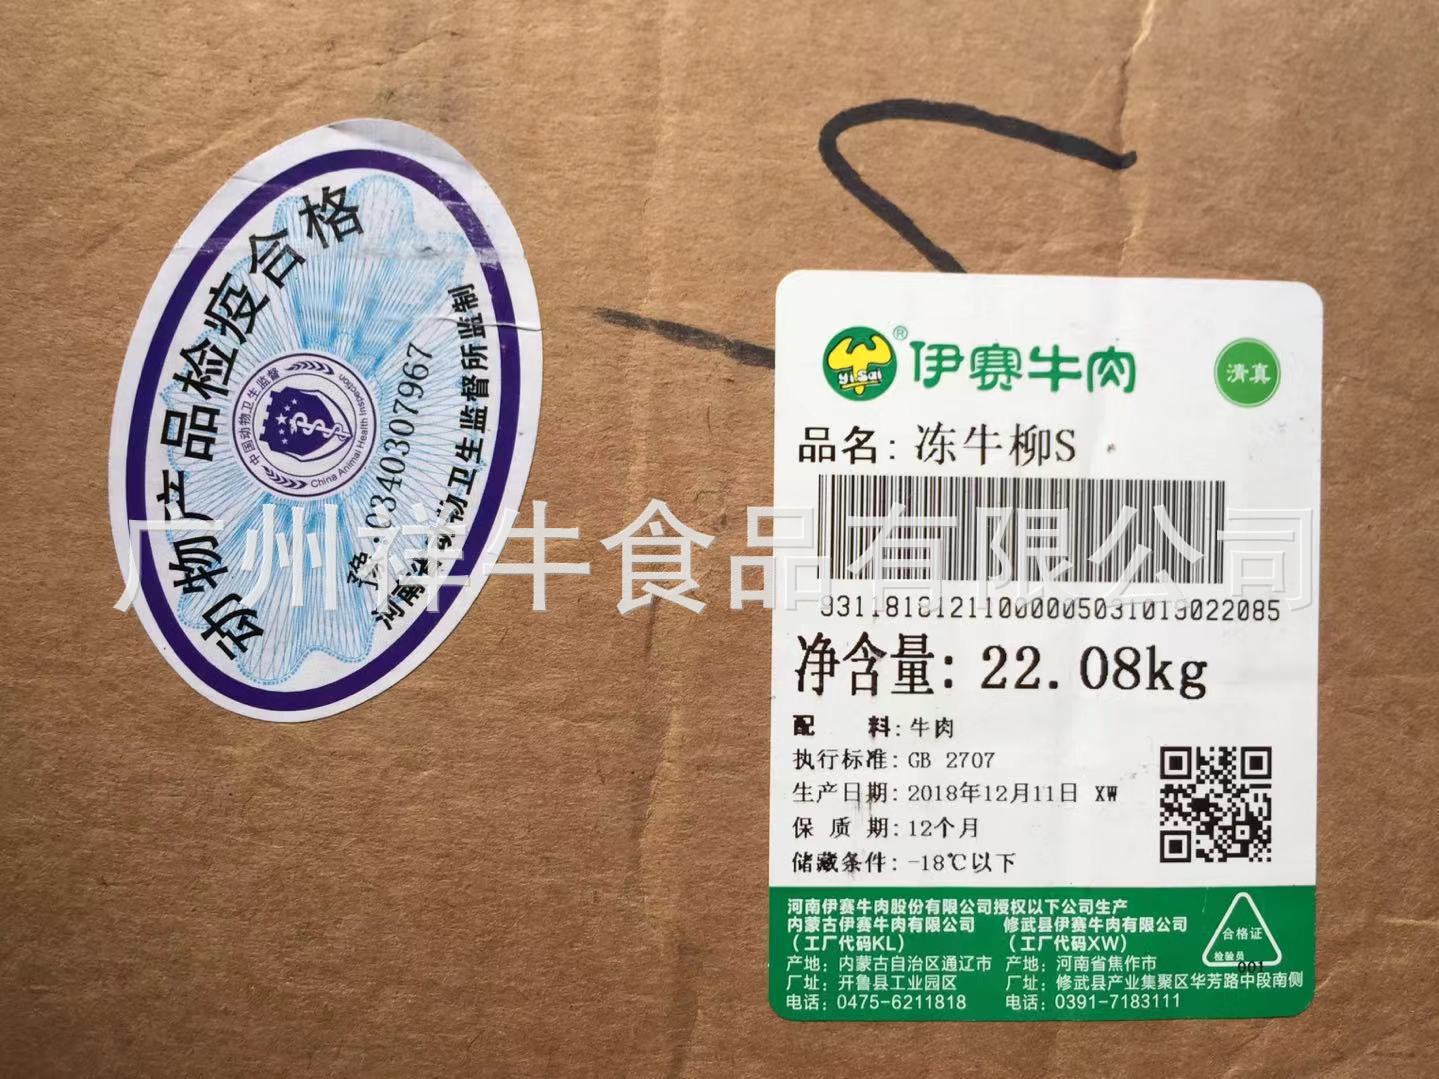 动物产品检疫合格
中国动物卫生监督
China Animal Health Inspection
豫:0340307967
动物卫生监督所监制
YiSai
®
伊赛牛肉
清真
品名: 冻牛柳S
净含量: 22.08kg
配 料: 牛肉
执行标准: GB 2707
生产日期: 2018年12月11日 XW
保 质 期: 12个月
储藏条件: -18℃以下
河南伊赛牛肉股份有限公司授权以下公司生产
内蒙古伊赛牛肉有限公司 修武县伊赛牛肉有限公司
(工厂代码KL) (工厂代码XW)
产地: 内蒙古自治区通辽市 产地: 河南省焦作市
厂址: 开鲁县工业园区 厂址: 修武县产业集聚区华芳路中段南侧
电话: 0475-6211818 电话: 0391-7183111
合格证
检验员
001
广州祥牛食品有限公司